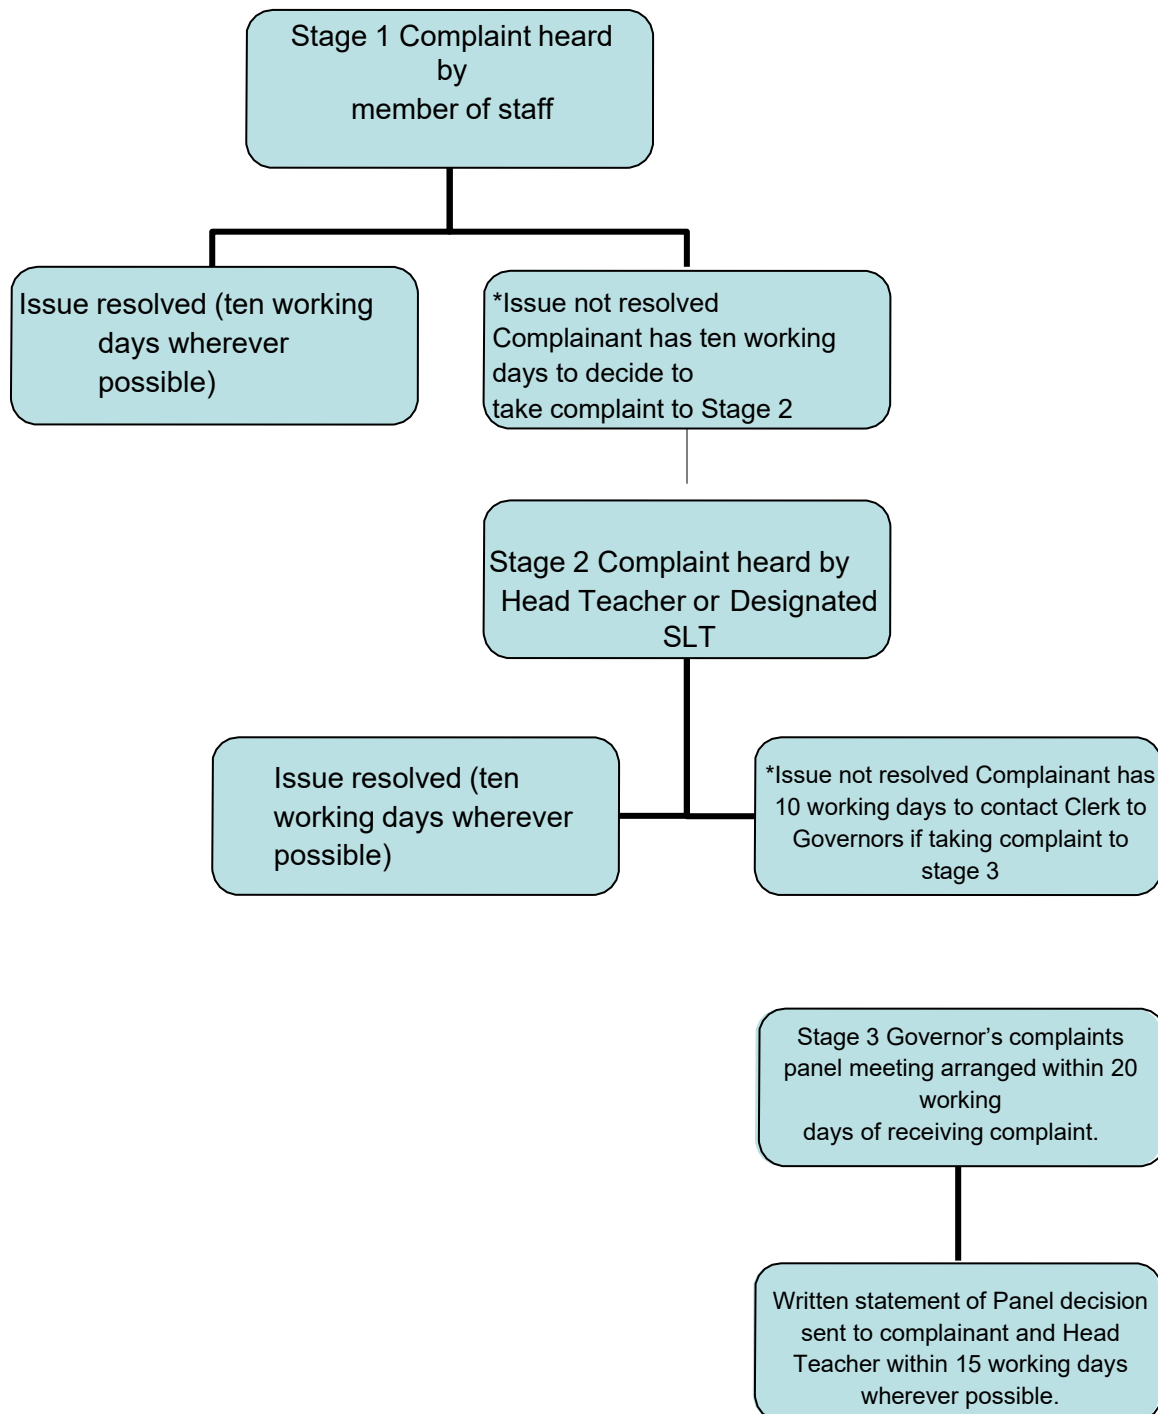 Stage 1 Complaint heard
by
member of staff
Issue resolved (ten working
days wherever
possible)
*Issue not resolved
Complainant has ten working
days to decide to
take complaint to Stage 2
Stage 2 Complaint heard by
Head Teacher or Designated
SLT
Issue resolved (ten
working days wherever
possible)
*Issue not resolved Complainant has
10 working days to contact Clerk to
Governors if taking complaint to
stage 3
Stage 3 Governor’s complaints
panel meeting arranged within 20
working
days of receiving complaint.
Written statement of Panel decision
sent to complainant and Head
Teacher within 15 working days
wherever possible.